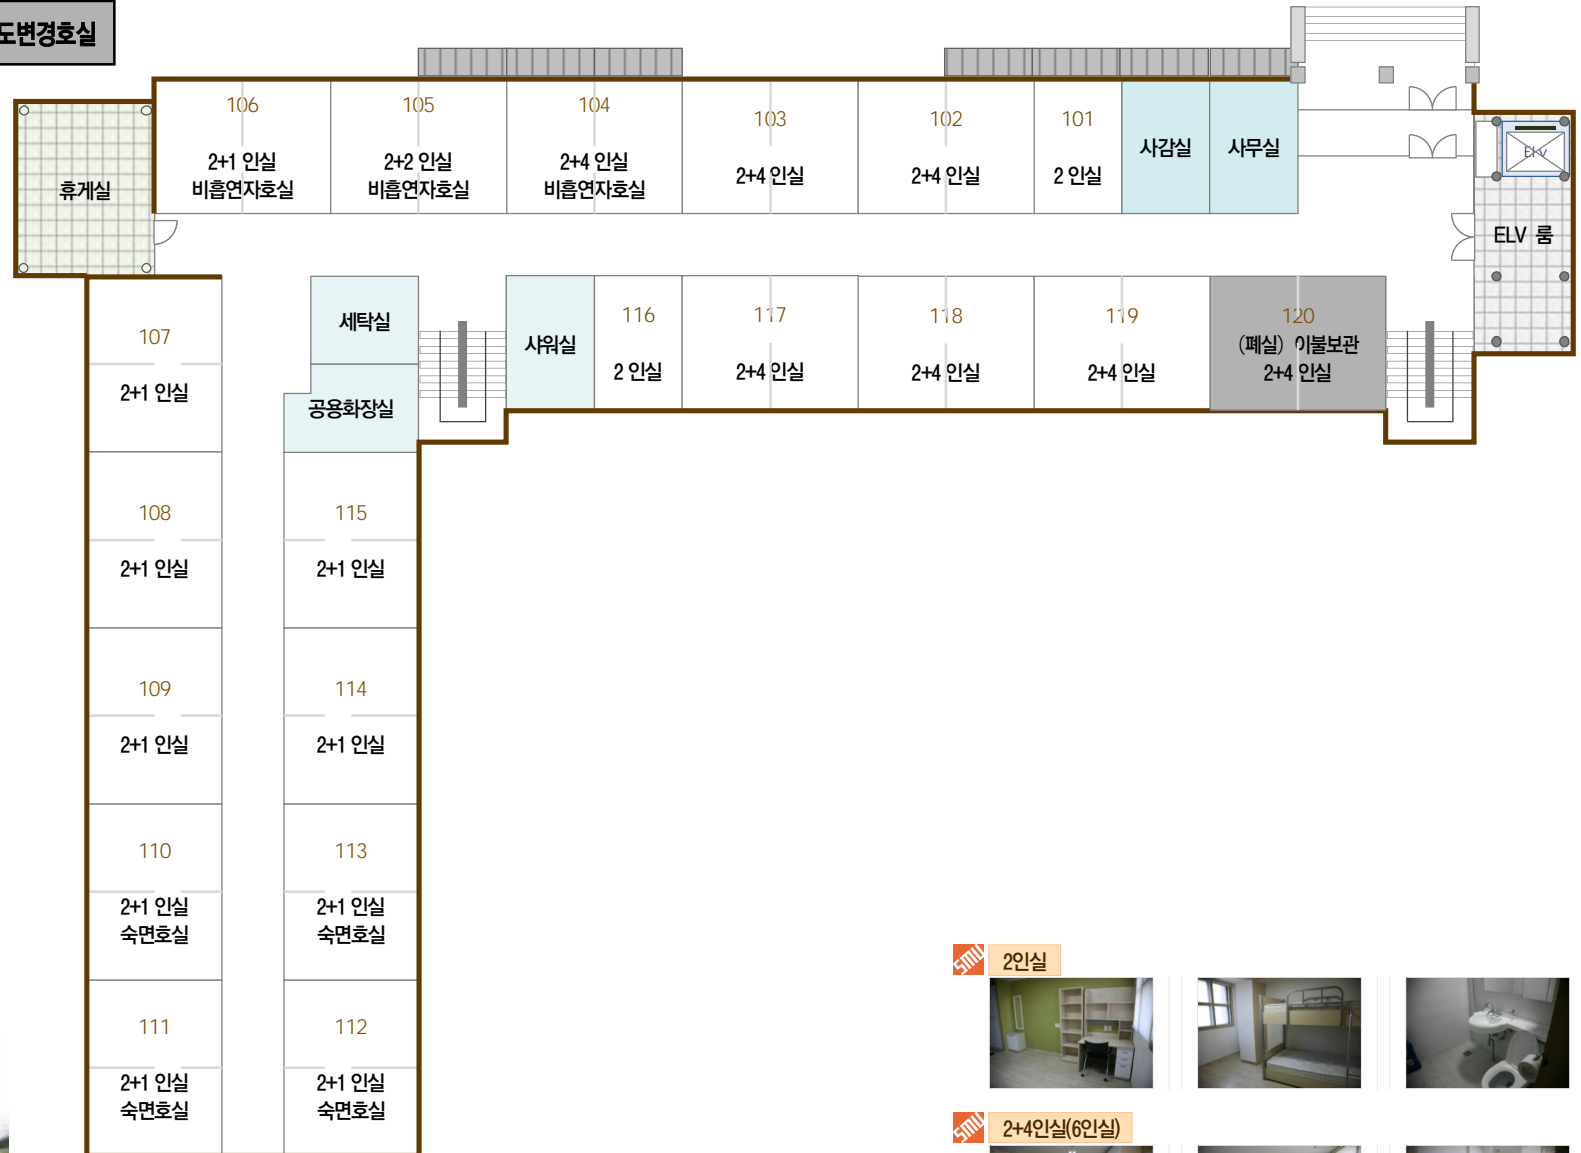 도변경호실
106
2+1 인실
비흡연자호실
105
2+2 인실
비흡연자호실
104
2+4 인실
비흡연자호실
103
2+4 인실
102
2+4 인실
101
2 인실
사감실
사무실
휴게실
ELV
ELV 룸
107
2+1 인실
세탁실
공용화장실
샤워실
116
2 인실
117
2+4 인실
118
2+4 인실
119
2+4 인실
120
(폐실) 이불보관
2+4 인실
108
2+1 인실
115
2+1 인실
109
2+1 인실
114
2+1 인실
110
2+1 인실
숙면호실
113
2+1 인실
숙면호실
111
2+1 인실
숙면호실
112
2+1 인실
숙면호실
SMU
2인실
SMU
2+4인실(6인실)